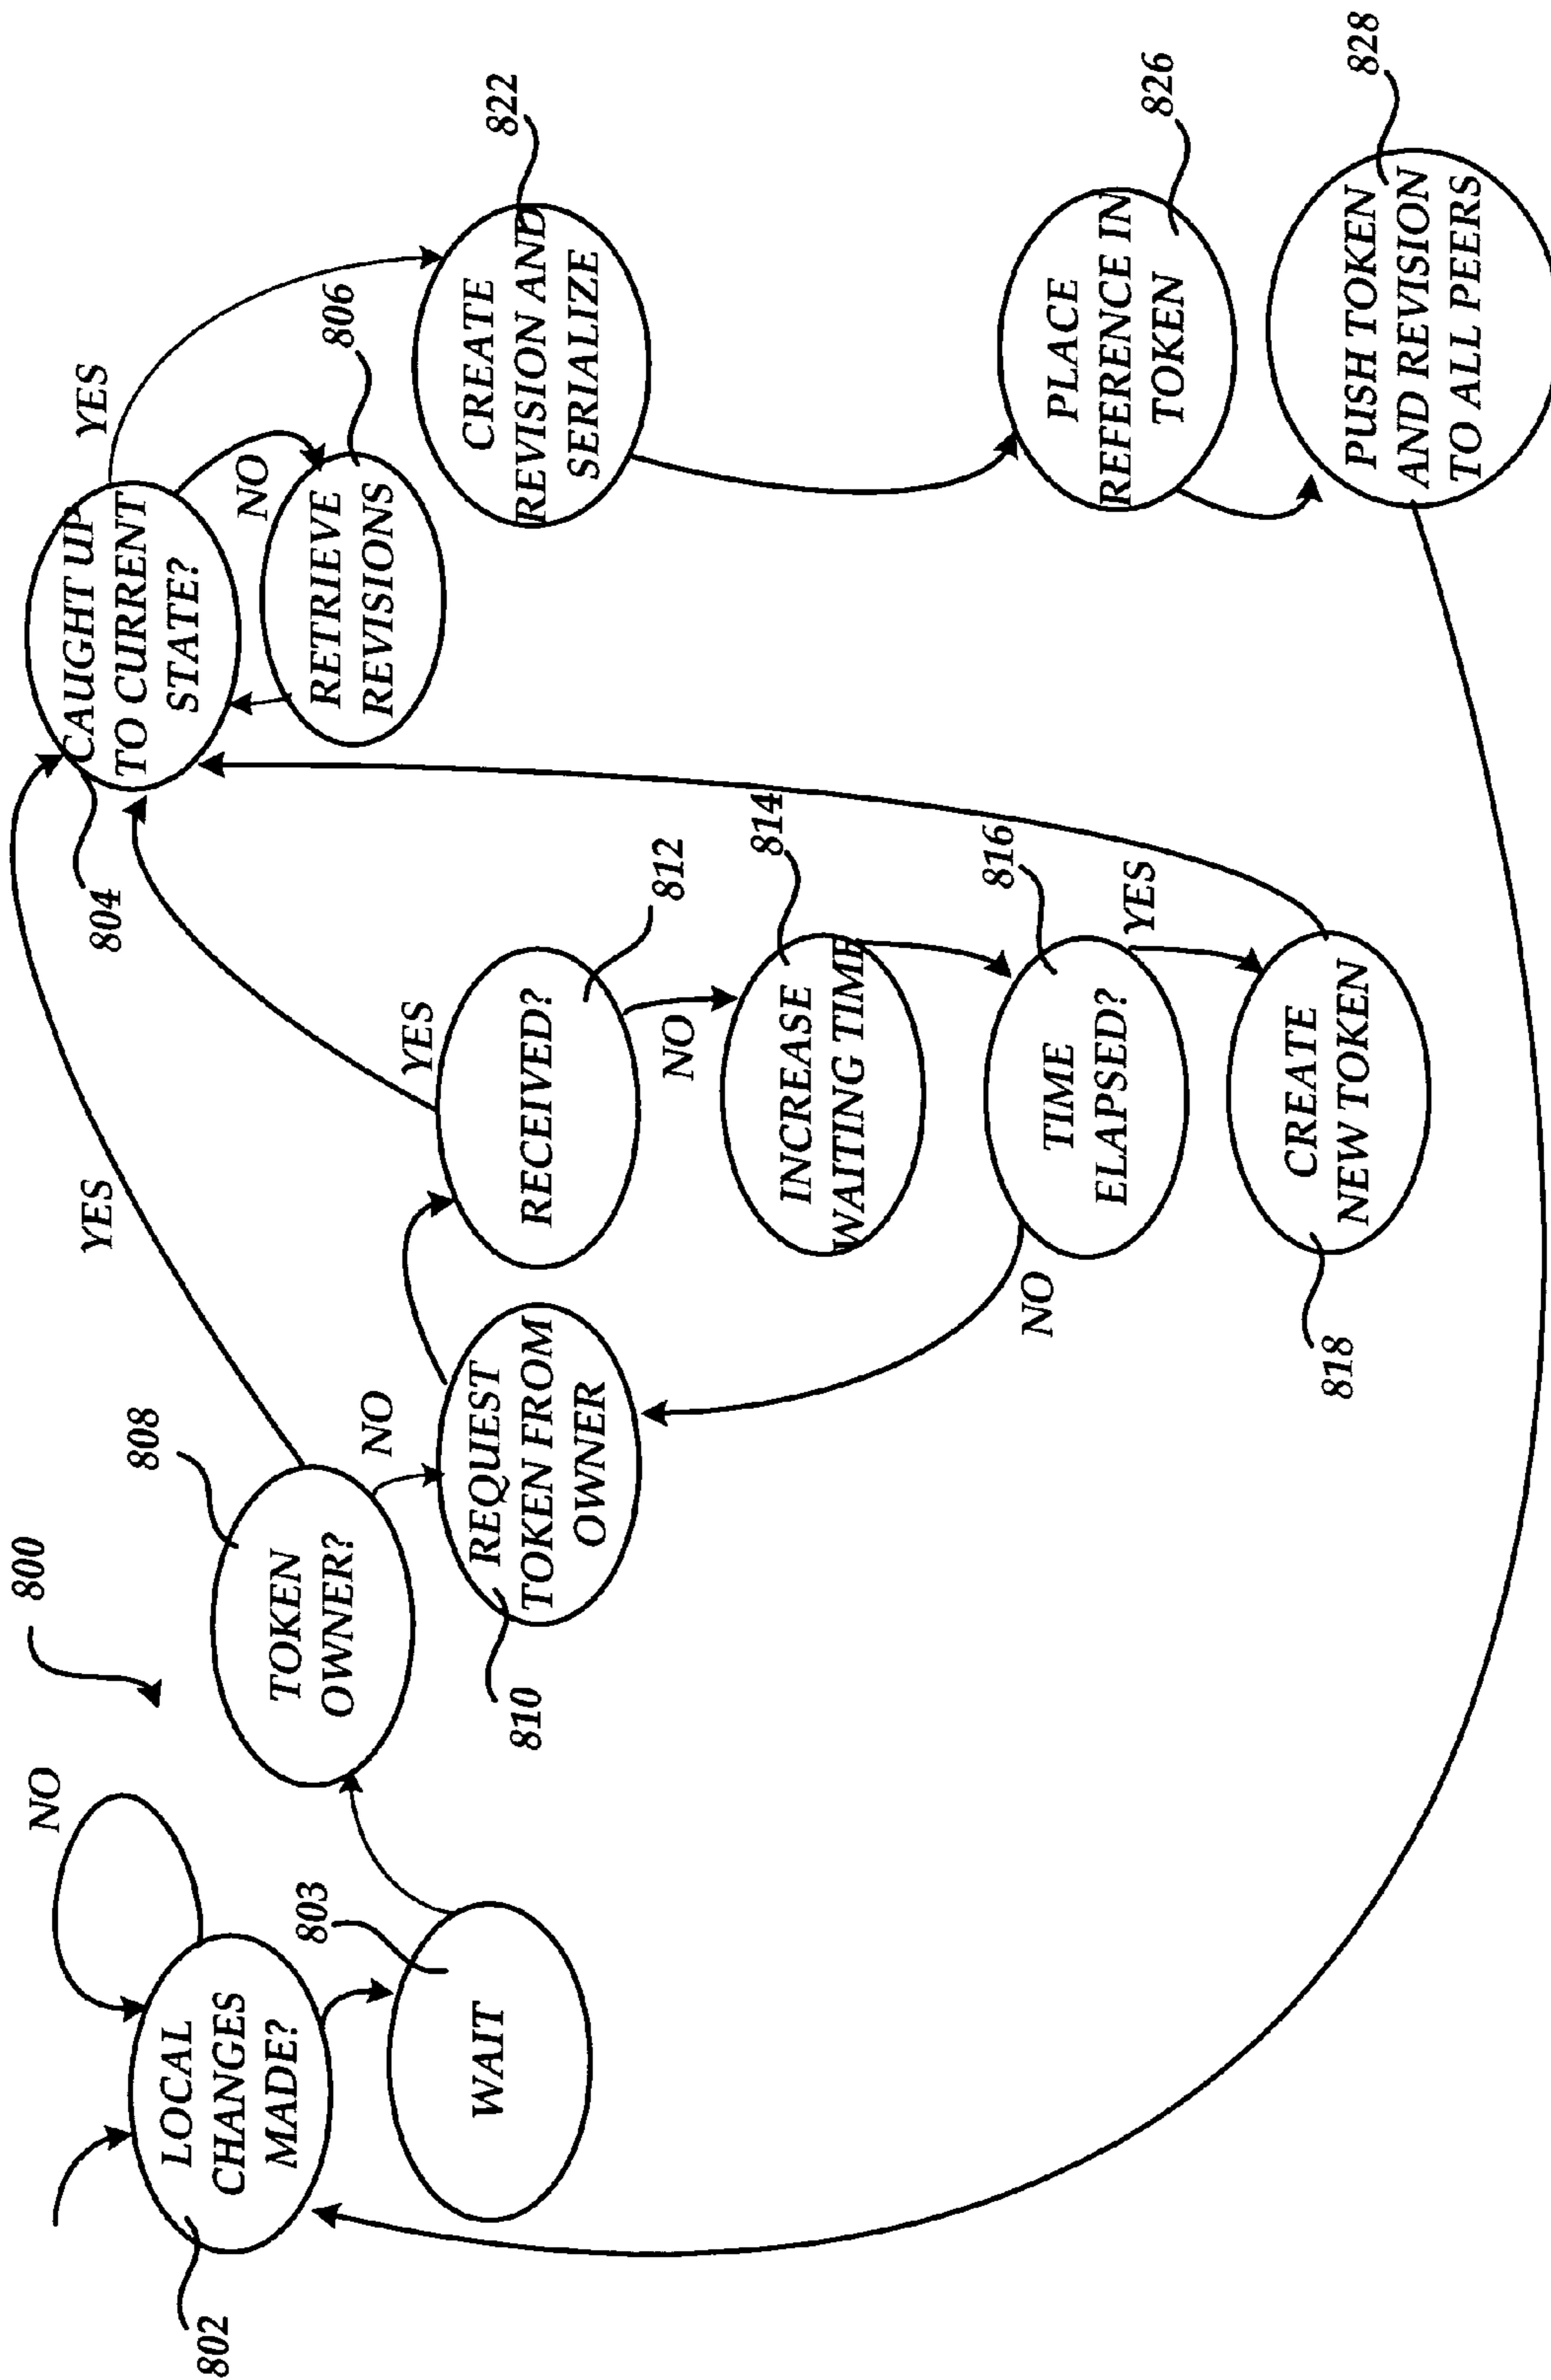 800
NO
LOCAL
CHANGES
MADE?
802
803
WAIT
808
TOKEN
OWNER?
YES
NO
REQUEST
TOKEN FROM
OWNER
810
RECEIVED?
812
YES
NO
INCREASE
WAITING TIME
814
TIME
ELAPSED?
816
NO
YES
CREATE
NEW TOKEN
818
CAUGHT UP
TO CURRENT
STATE?
804
YES
NO
RETRIEVE
REVISIONS
806
CREATE
REVISION AND
SERIALIZE
822
PLACE
REFERENCE IN
TOKEN
826
PUSH TOKEN
AND REVISION
TO ALL PEERS
828